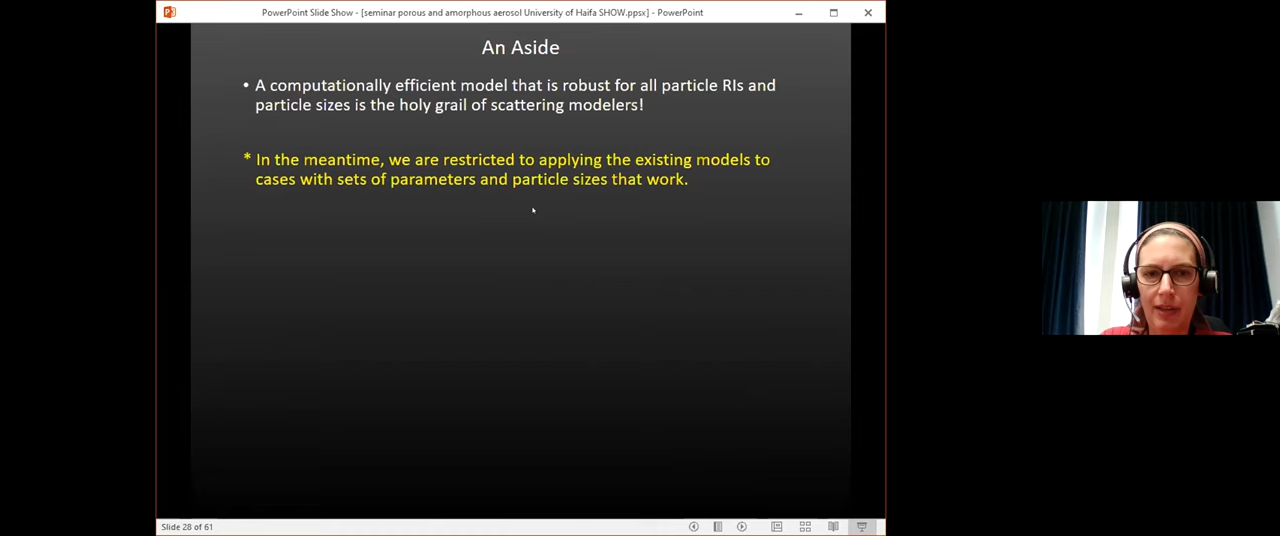 PowerPoint Slide Show - [seminar porous and amorphous aerosol University of Haifa SHOW.ppsx] - PowerPoint
An Aside
• A computationally efficient model that is robust for all particle RIs and
particle sizes is the holy grail of scattering modelers!
* In the meantime, we are restricted to applying the existing models to
cases with sets of parameters and particle sizes that work.
Slide 28 of 61